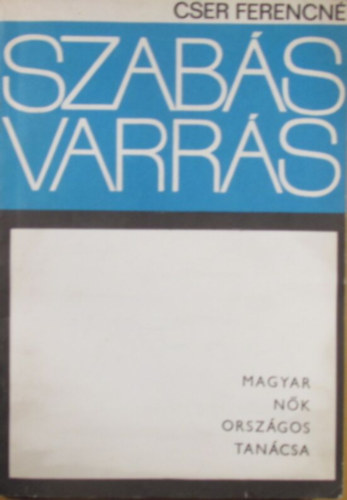 CSER FERENCNÉ
SZABÁS
VARRÁS
MAGYAR
NŐK
ORSZÁGOS
TANÁCSA